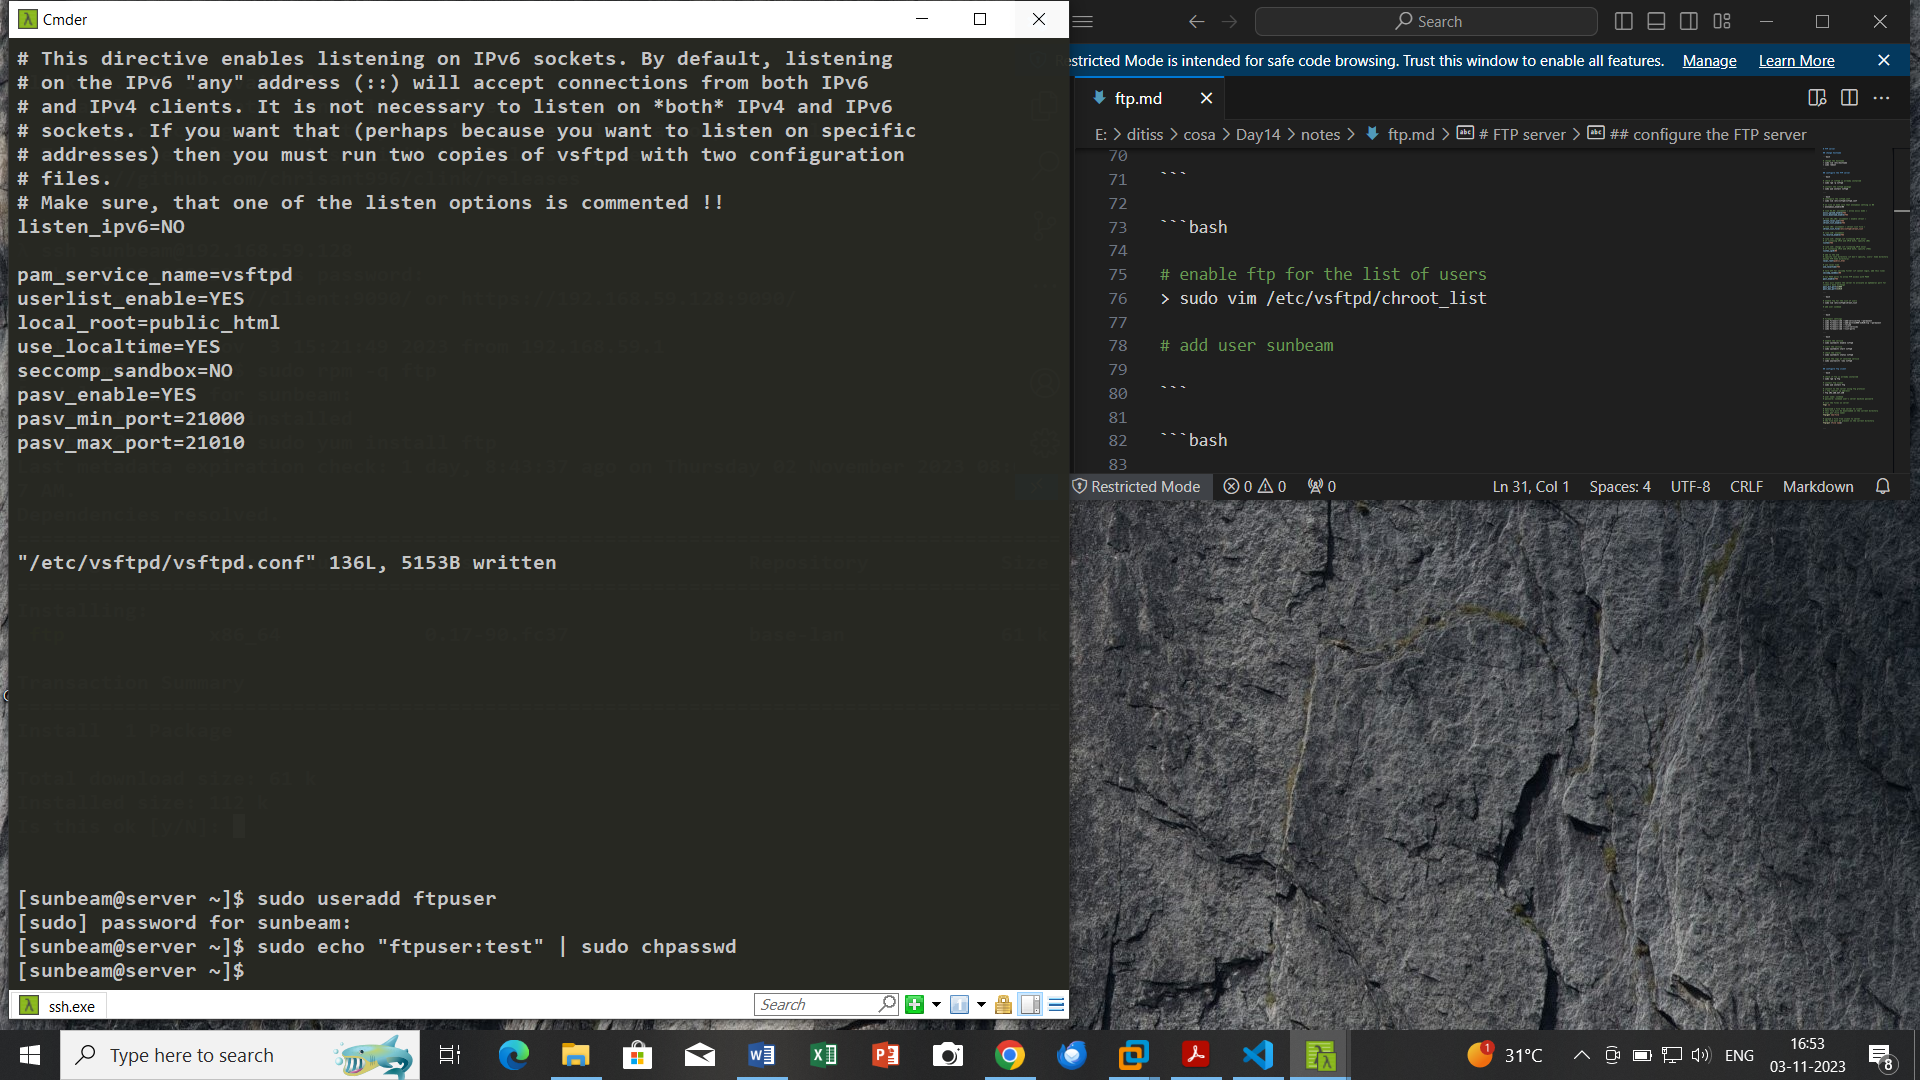 Cmder
# This directive enables listening on IPv6 sockets. By default, listening
# on the IPv6 "any" address (::) will accept connections from both IPv6
# and IPv4 clients. It is not necessary to listen on *both* IPv4 and IPv6
# sockets. If you want that (perhaps because you want to listen on specific
# addresses) then you must run two copies of vsftpd with two configuration
# files.
# Make sure, that one of the listen options is commented !!
listen_ipv6=NO
pam_service_name=vsftpd
userlist_enable=YES
local_root=public_html
use_localtime=YES
seccomp_sandbox=NO
pasv_enable=YES
pasv_min_port=21000
pasv_max_port=21010
"/etc/vsftpd/vsftpd.conf" 136L, 5153B written
[sunbeam@server ~]$ sudo useradd ftpuser
[sudo] password for sunbeam:
[sunbeam@server ~]$ sudo echo "ftpuser:test" | sudo chpasswd
[sunbeam@server ~]$
ssh.exe
Search
Search
Restricted Mode is intended for safe code browsing. Trust this window to enable all features. Manage Learn More
ftp.md
E: > ditiss > cosa > Day14 > notes > ftp.md > # FTP server > ## configure the FTP server
70
71 ```
72
73 ```bash
74
75 # enable ftp for the list of users
76 > sudo vim /etc/vsftpd/chroot_list
77
78 # add user sunbeam
79
80 ```
81
82 ```bash
83
Restricted Mode 0 0 0 Ln 31, Col 1 Spaces: 4 UTF-8 CRLF Markdown
Type here to search
1
31°C
ENG
16:53
03-11-2023
8